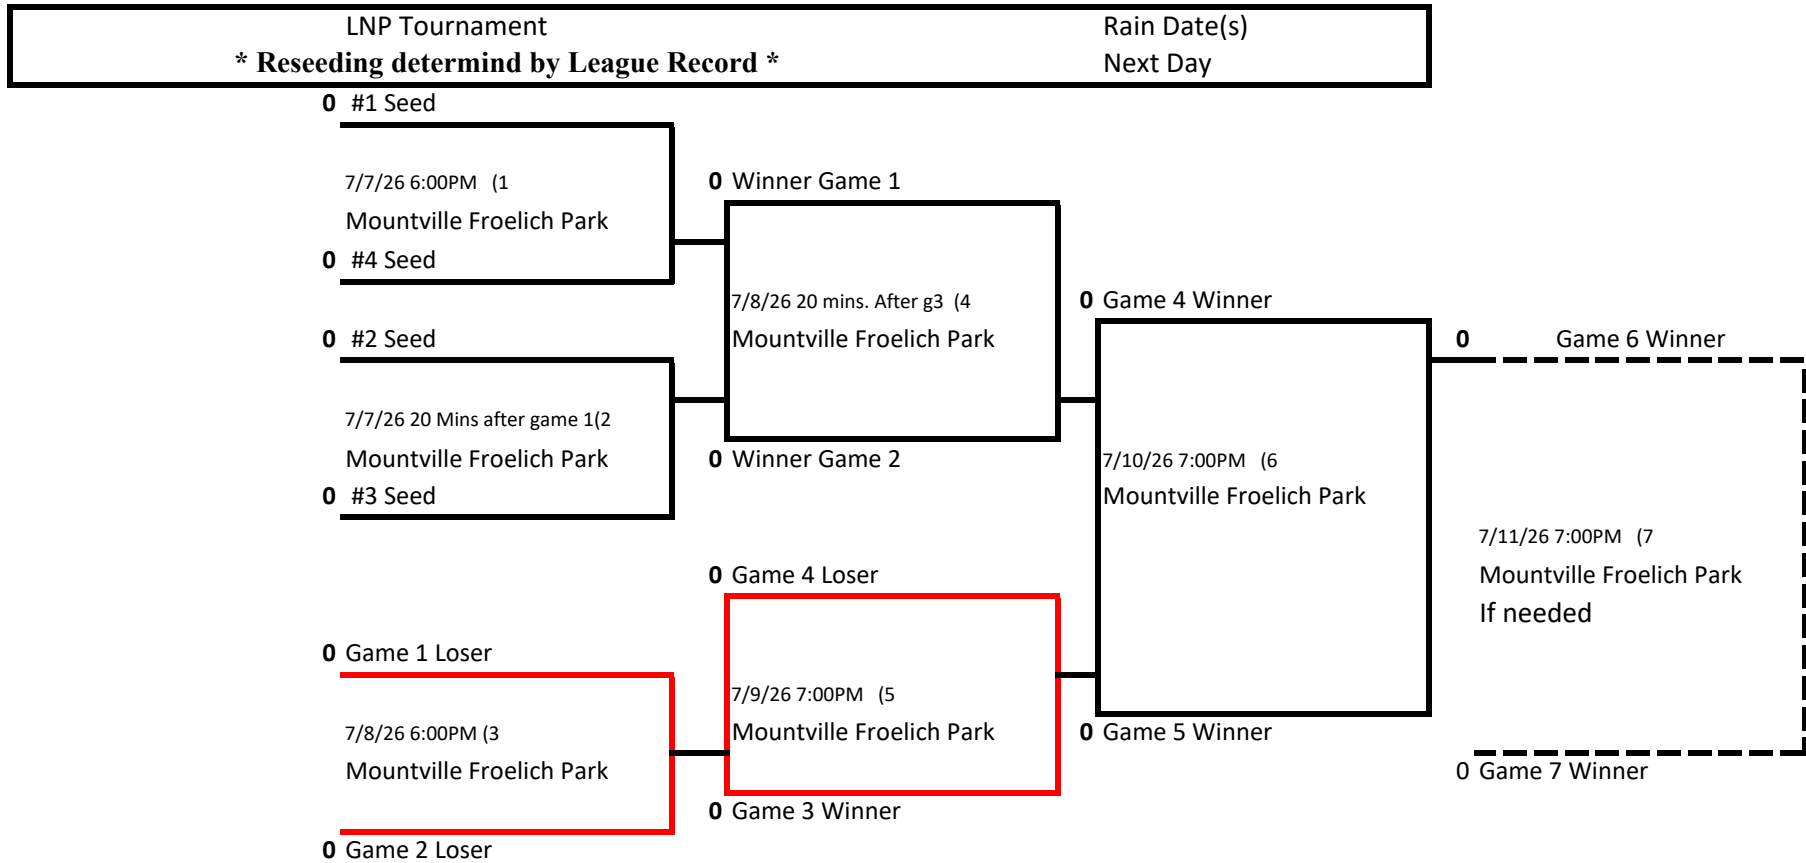 LNP Tournament Rain Date(s)
* Reseeding determind by League Record * Next Day
0 #1 Seed
7/7/26 6:00PM (1
Mountville Froelich Park
0 #4 Seed
0 #2 Seed
7/7/26 20 Mins after game 1(2
Mountville Froelich Park
0 #3 Seed
0 Game 1 Loser
7/8/26 6:00PM (3
Mountville Froelich Park
0 Game 2 Loser
0 Winner Game 1
7/8/26 20 mins. After g3 (4
Mountville Froelich Park
0 Winner Game 2
0 Game 4 Loser
7/9/26 7:00PM (5
Mountville Froelich Park
0 Game 3 Winner
0 Game 4 Winner
7/10/26 7:00PM (6
Mountville Froelich Park
0 Game 5 Winner
0 Game 6 Winner
7/11/26 7:00PM (7
Mountville Froelich Park
If needed
0 Game 7 Winner